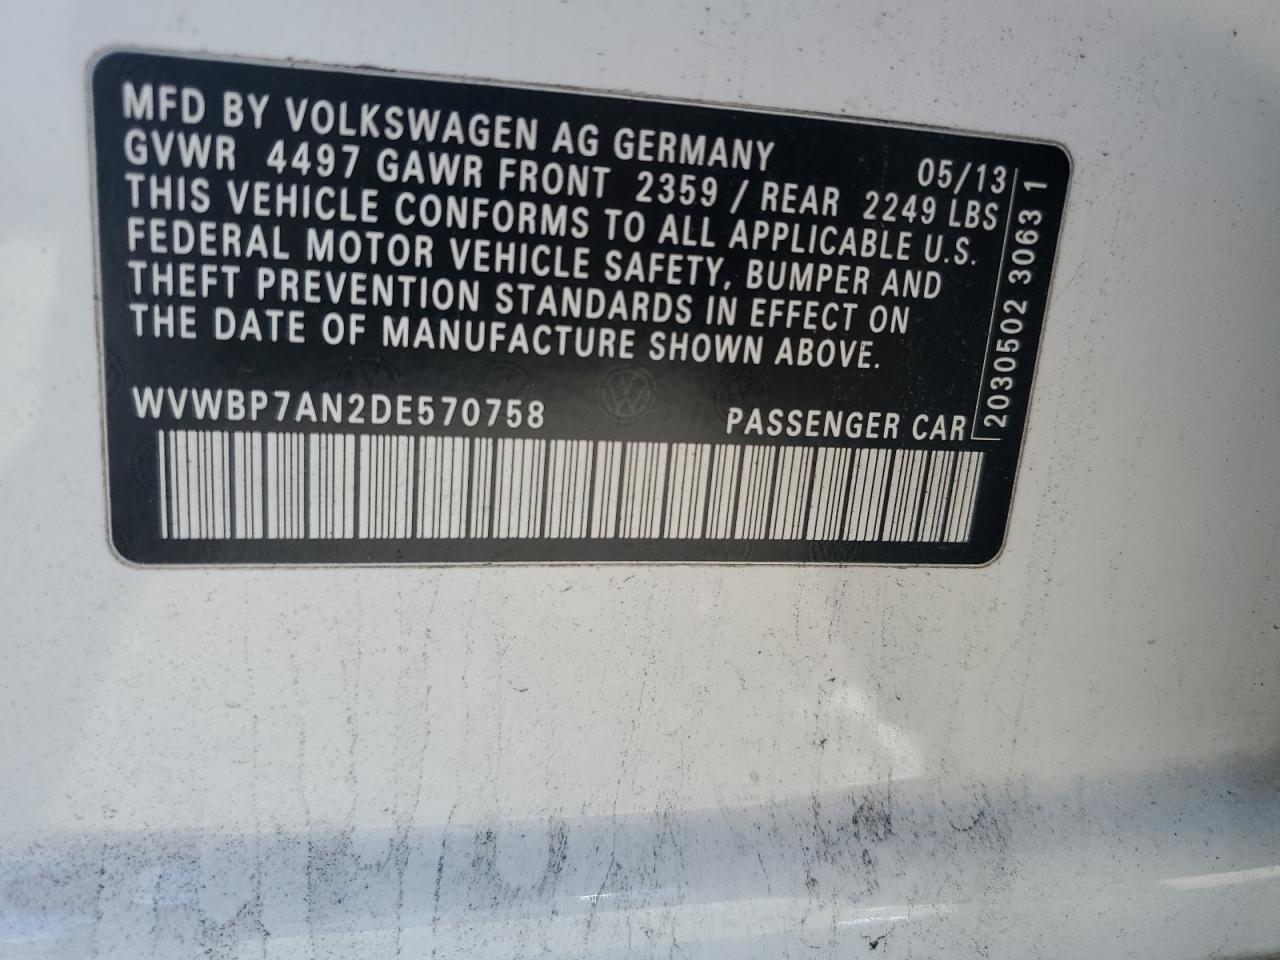 MFD BY VOLKSWAGEN AG GERMANY 05/13
GVWR 4497 GAWR FRONT 2359 / REAR 2249 LBS
THIS VEHICLE CONFORMS TO ALL APPLICABLE U.S.
FEDERAL MOTOR VEHICLE SAFETY, BUMPER AND
THEFT PREVENTION STANDARDS IN EFFECT ON
THE DATE OF MANUFACTURE SHOWN ABOVE.
WVWBP7AN2DE570758 PASSENGER CAR
2030502 3063 1